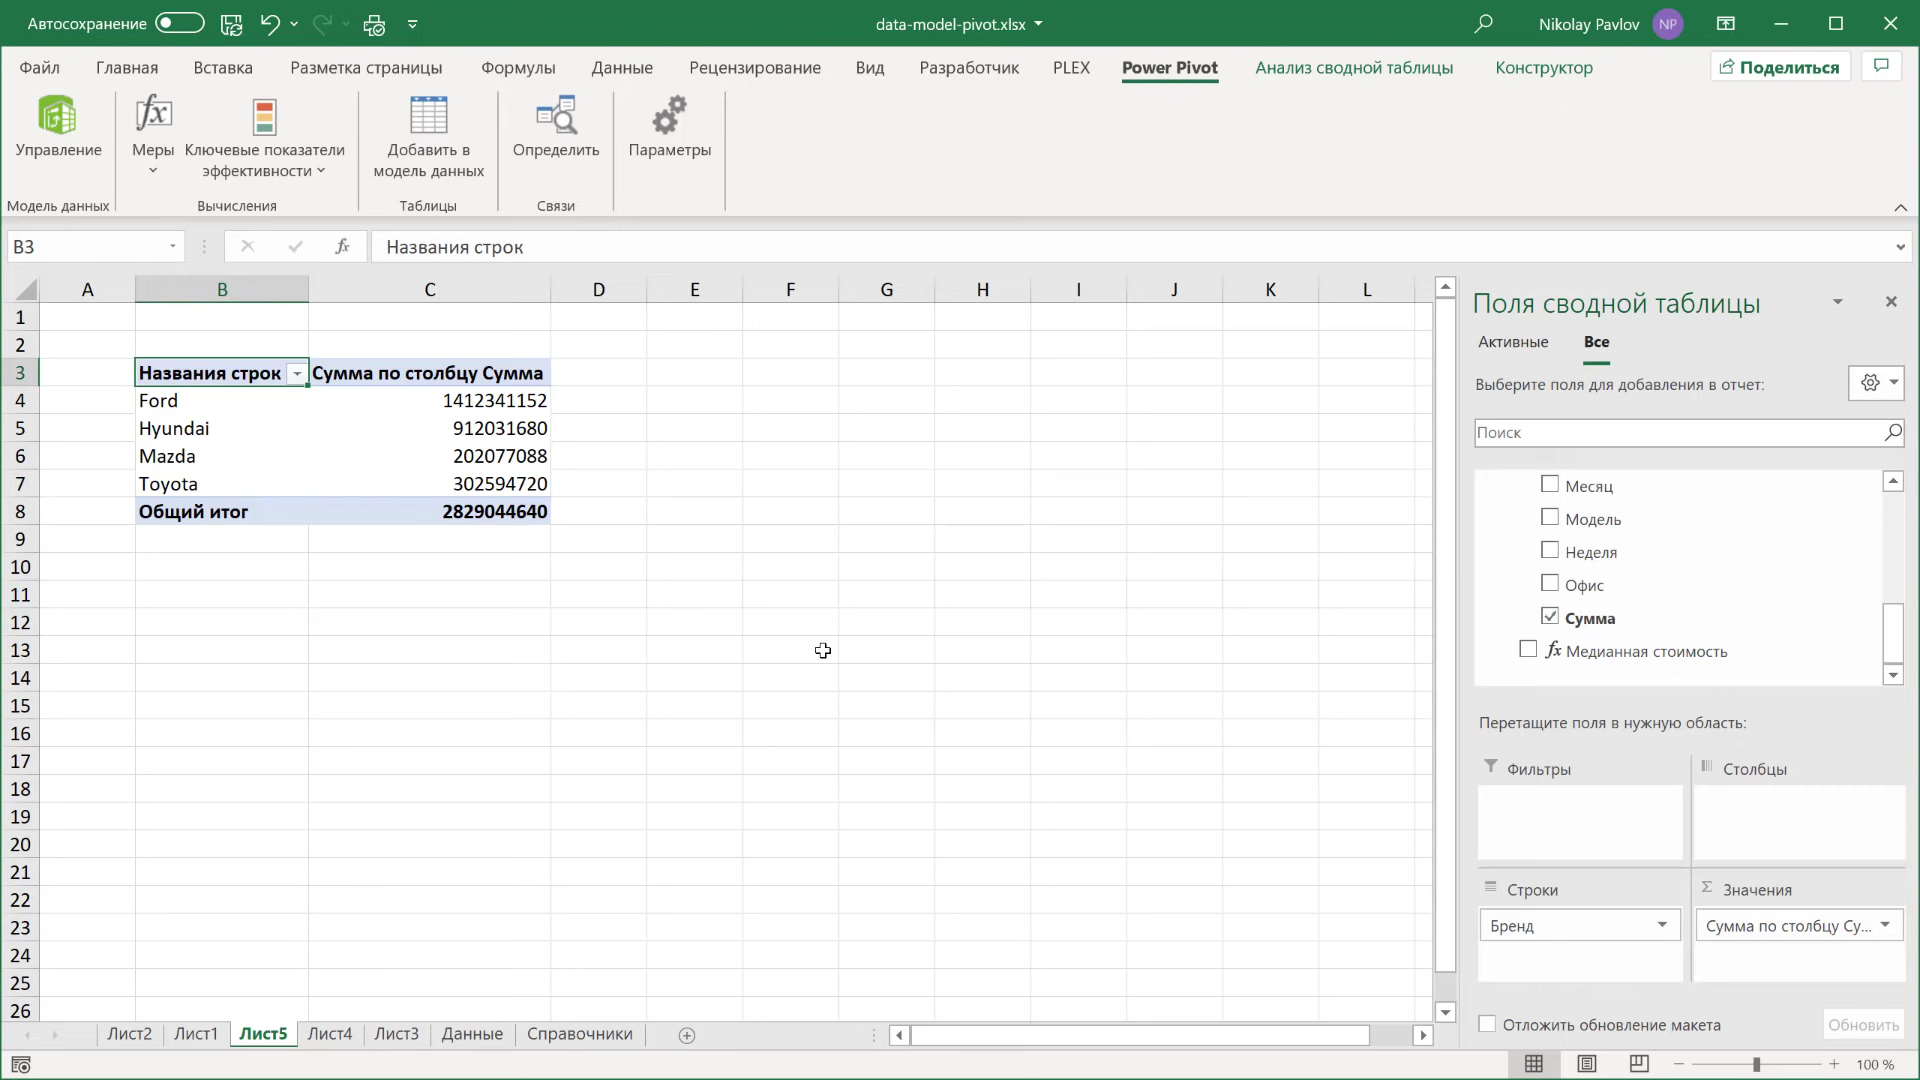 Автосохранение
data-model-pivot.xlsx
Nikolay Pavlov NP
Файл Главная Вставка Разметка страницы Формулы Данные Рецензирование Вид Разработчик PLEX Power Pivot Анализ сводной таблицы Конструктор Поделиться
Управление
Меры
Ключевые показатели
эффективности
Добавить в
модель данных
Определить
Параметры
Модель данных
Вычисления
Таблицы
Связи
B3
fx
Названия строк
A B C D E F G H I J K L
1
2
3 Названия строк Сумма по столбцу Сумма
4 Ford 1412341152
5 Hyundai 912031680
6 Mazda 202077088
7 Toyota 302594720
8 Общий итог 2829044640
9
10
11
12
13
14
15
16
17
18
19
20
21
22
23
24
25
26
Поля сводной таблицы
Активные Все
Выберите поля для добавления в отчет:
Поиск
Месяц
Модель
Неделя
Офис
Сумма
fx Медианная стоимость
Перетащите поля в нужную область:
Фильтры
Столбцы
Строки
Σ Значения
Бренд
Сумма по столбцу Су...
Отложить обновление макета
Обновить
Лист2 Лист1 Лист5 Лист4 Лист3 Данные Справочники
100 %